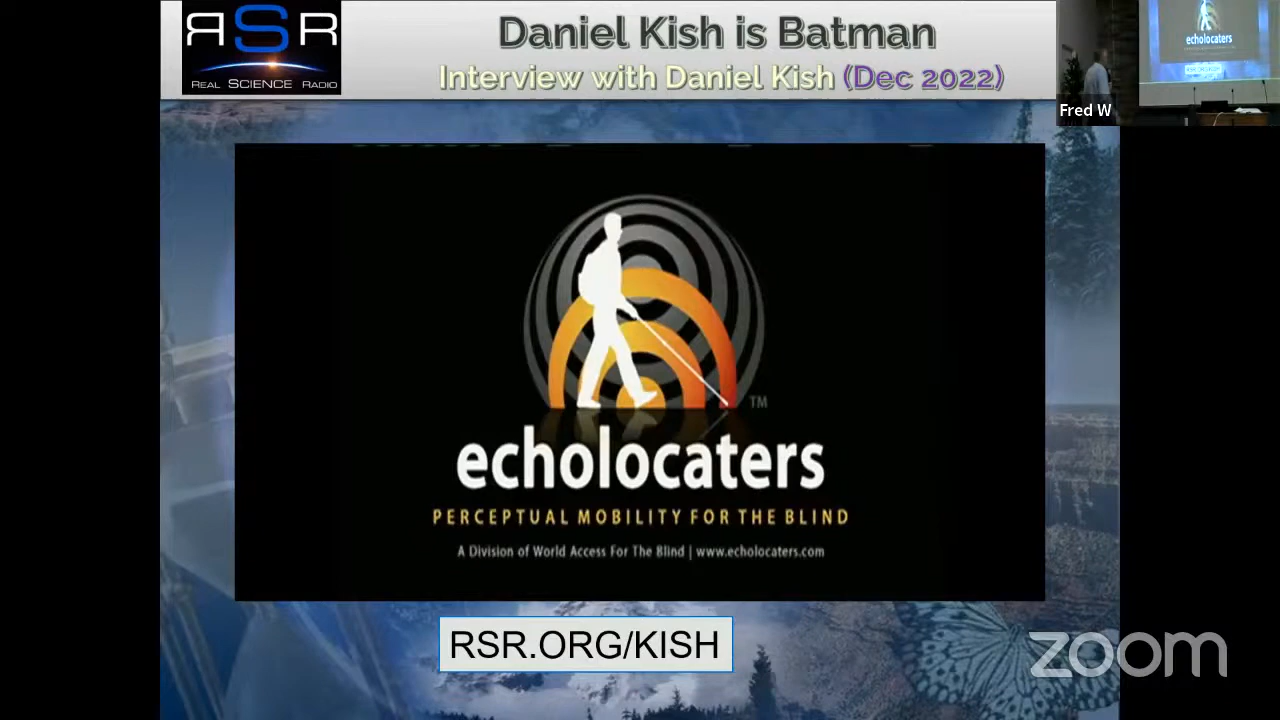 RSR
REAL SCIENCE RADIO
Daniel Kish is Batman
Interview with Daniel Kish (Dec 2022)
echolocaters
Fred W
TM
echolocaters
PERCEPTUAL MOBILITY FOR THE BLIND
A Division of World Access For The Blind | www.echolocaters.com
RSR.ORG/KISH
zoom